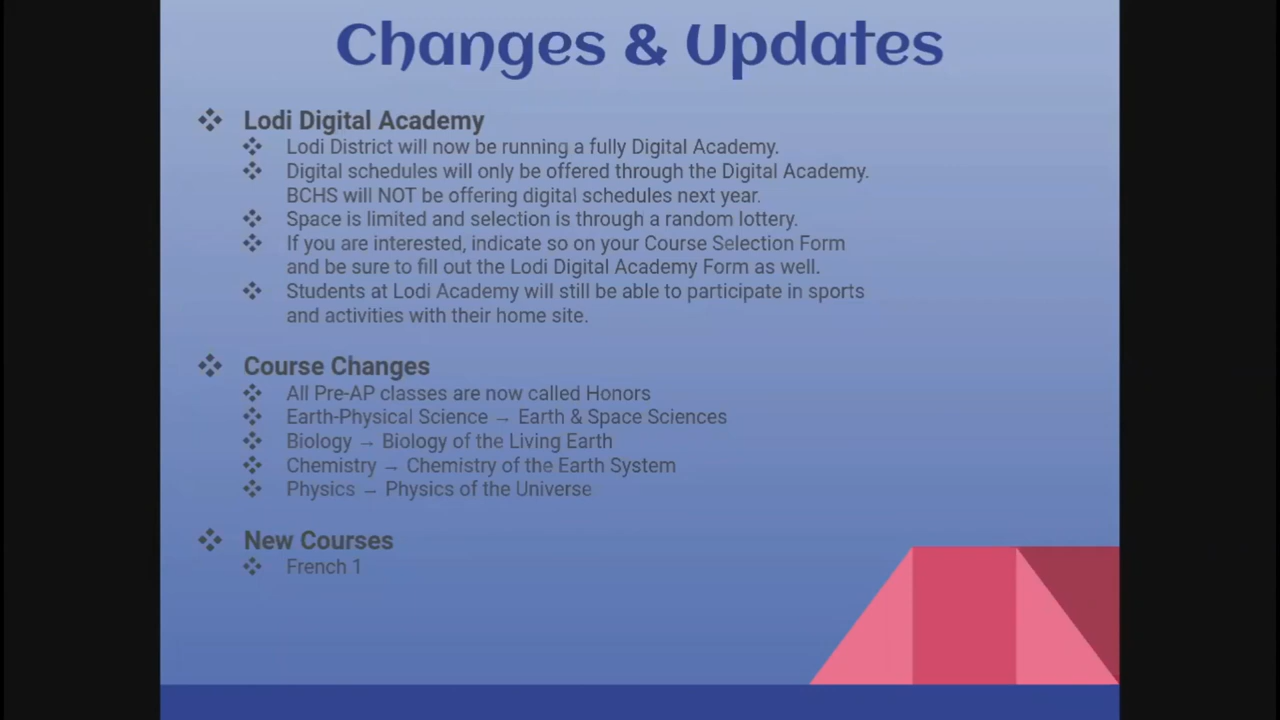 Changes & Updates
Lodi Digital Academy
Lodi District will now be running a fully Digital Academy.
Digital schedules will only be offered through the Digital Academy.
BCHS will NOT be offering digital schedules next year.
Space is limited and selection is through a random lottery.
If you are interested, indicate so on your Course Selection Form
and be sure to fill out the Lodi Digital Academy Form as well.
Students at Lodi Academy will still be able to participate in sports
and activities with their home site.
Course Changes
All Pre-AP classes are now called Honors
Earth-Physical Science → Earth & Space Sciences
Biology → Biology of the Living Earth
Chemistry → Chemistry of the Earth System
Physics → Physics of the Universe
New Courses
French 1